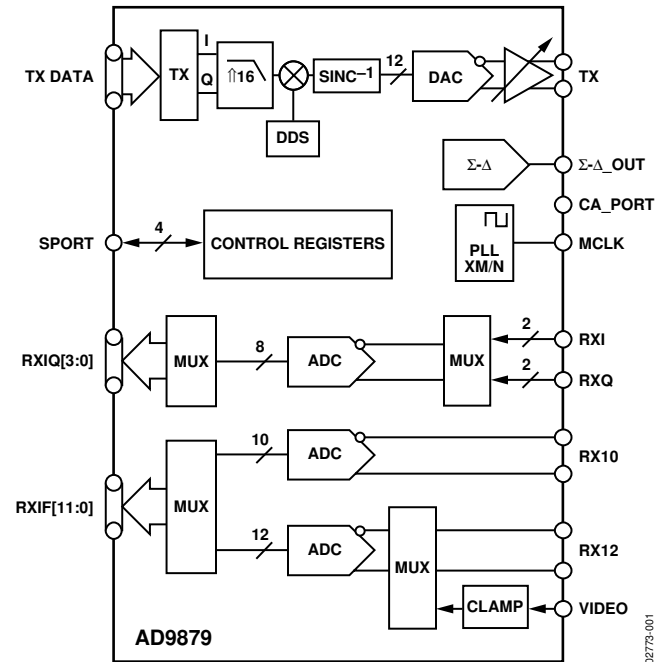 I
TX DATA
TX
Q
⇑16
SINC–1
12
DAC
TX
DDS
Σ-Δ
Σ-Δ_OUT
CA_PORT
SPORT
4
CONTROL REGISTERS
PLL
XM/N
MCLK
RXIQ[3:0]
MUX
8
ADC
MUX
2
RXI
2
RXQ
10
ADC
RX10
RXIF[11:0]
MUX
12
ADC
MUX
RX12
CLAMP
VIDEO
AD9879
02773-001